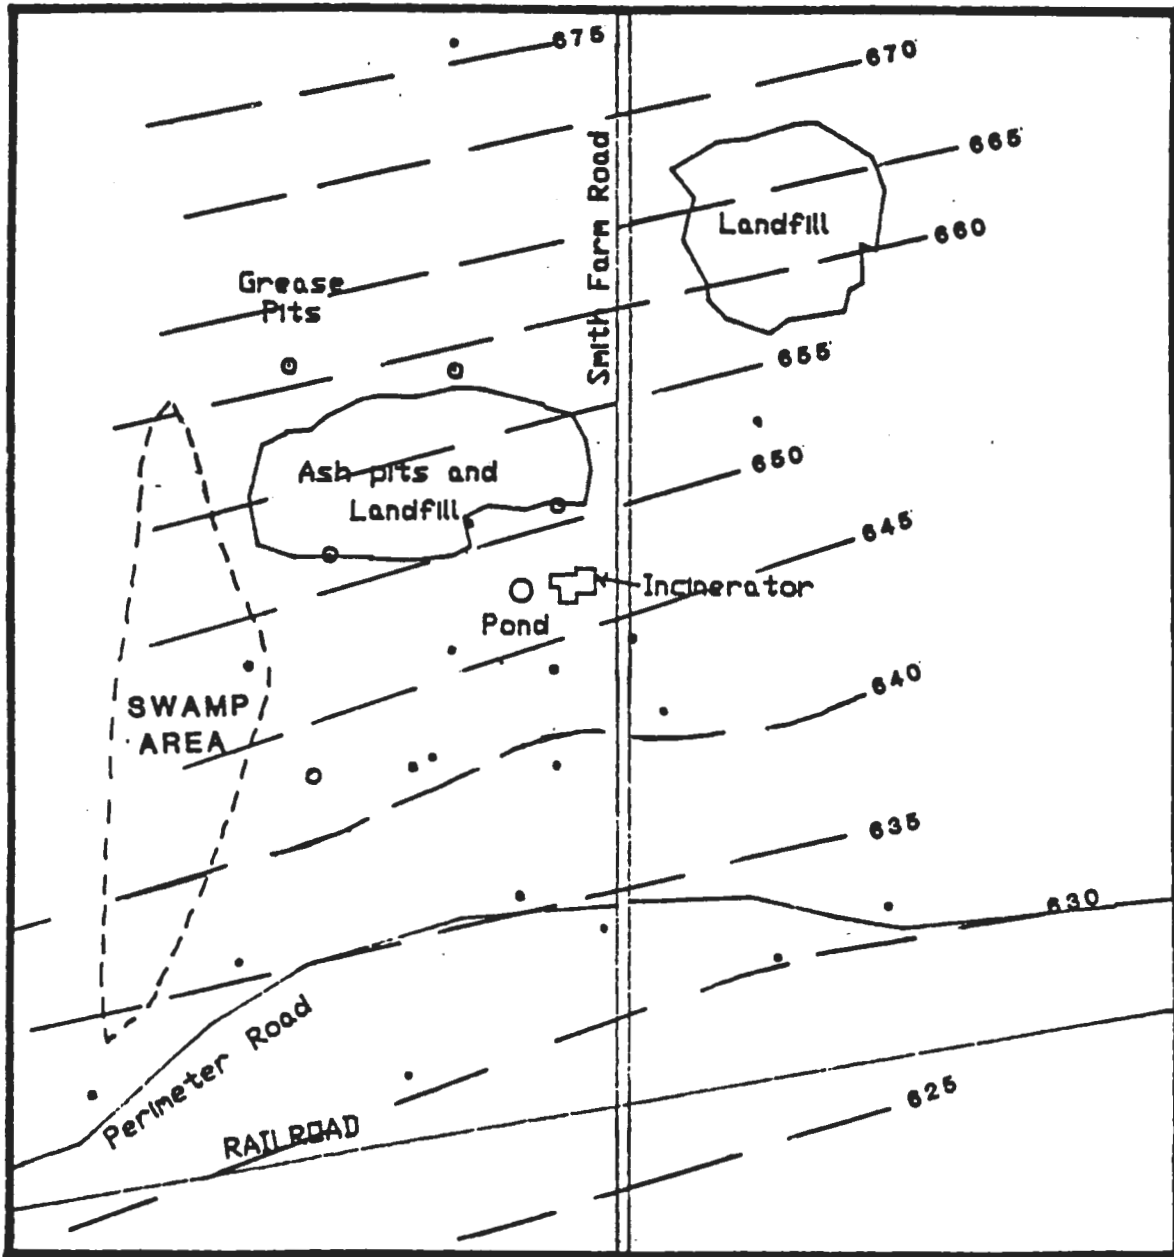 675
670
665
Smith Farm Road
Landfill
660
Grease
Pits
655
650
Ash pits and
Landfill
645
Incinerator
Pond
640
SWAMP
AREA
635
630
Perimeter Road
625
RAILROAD